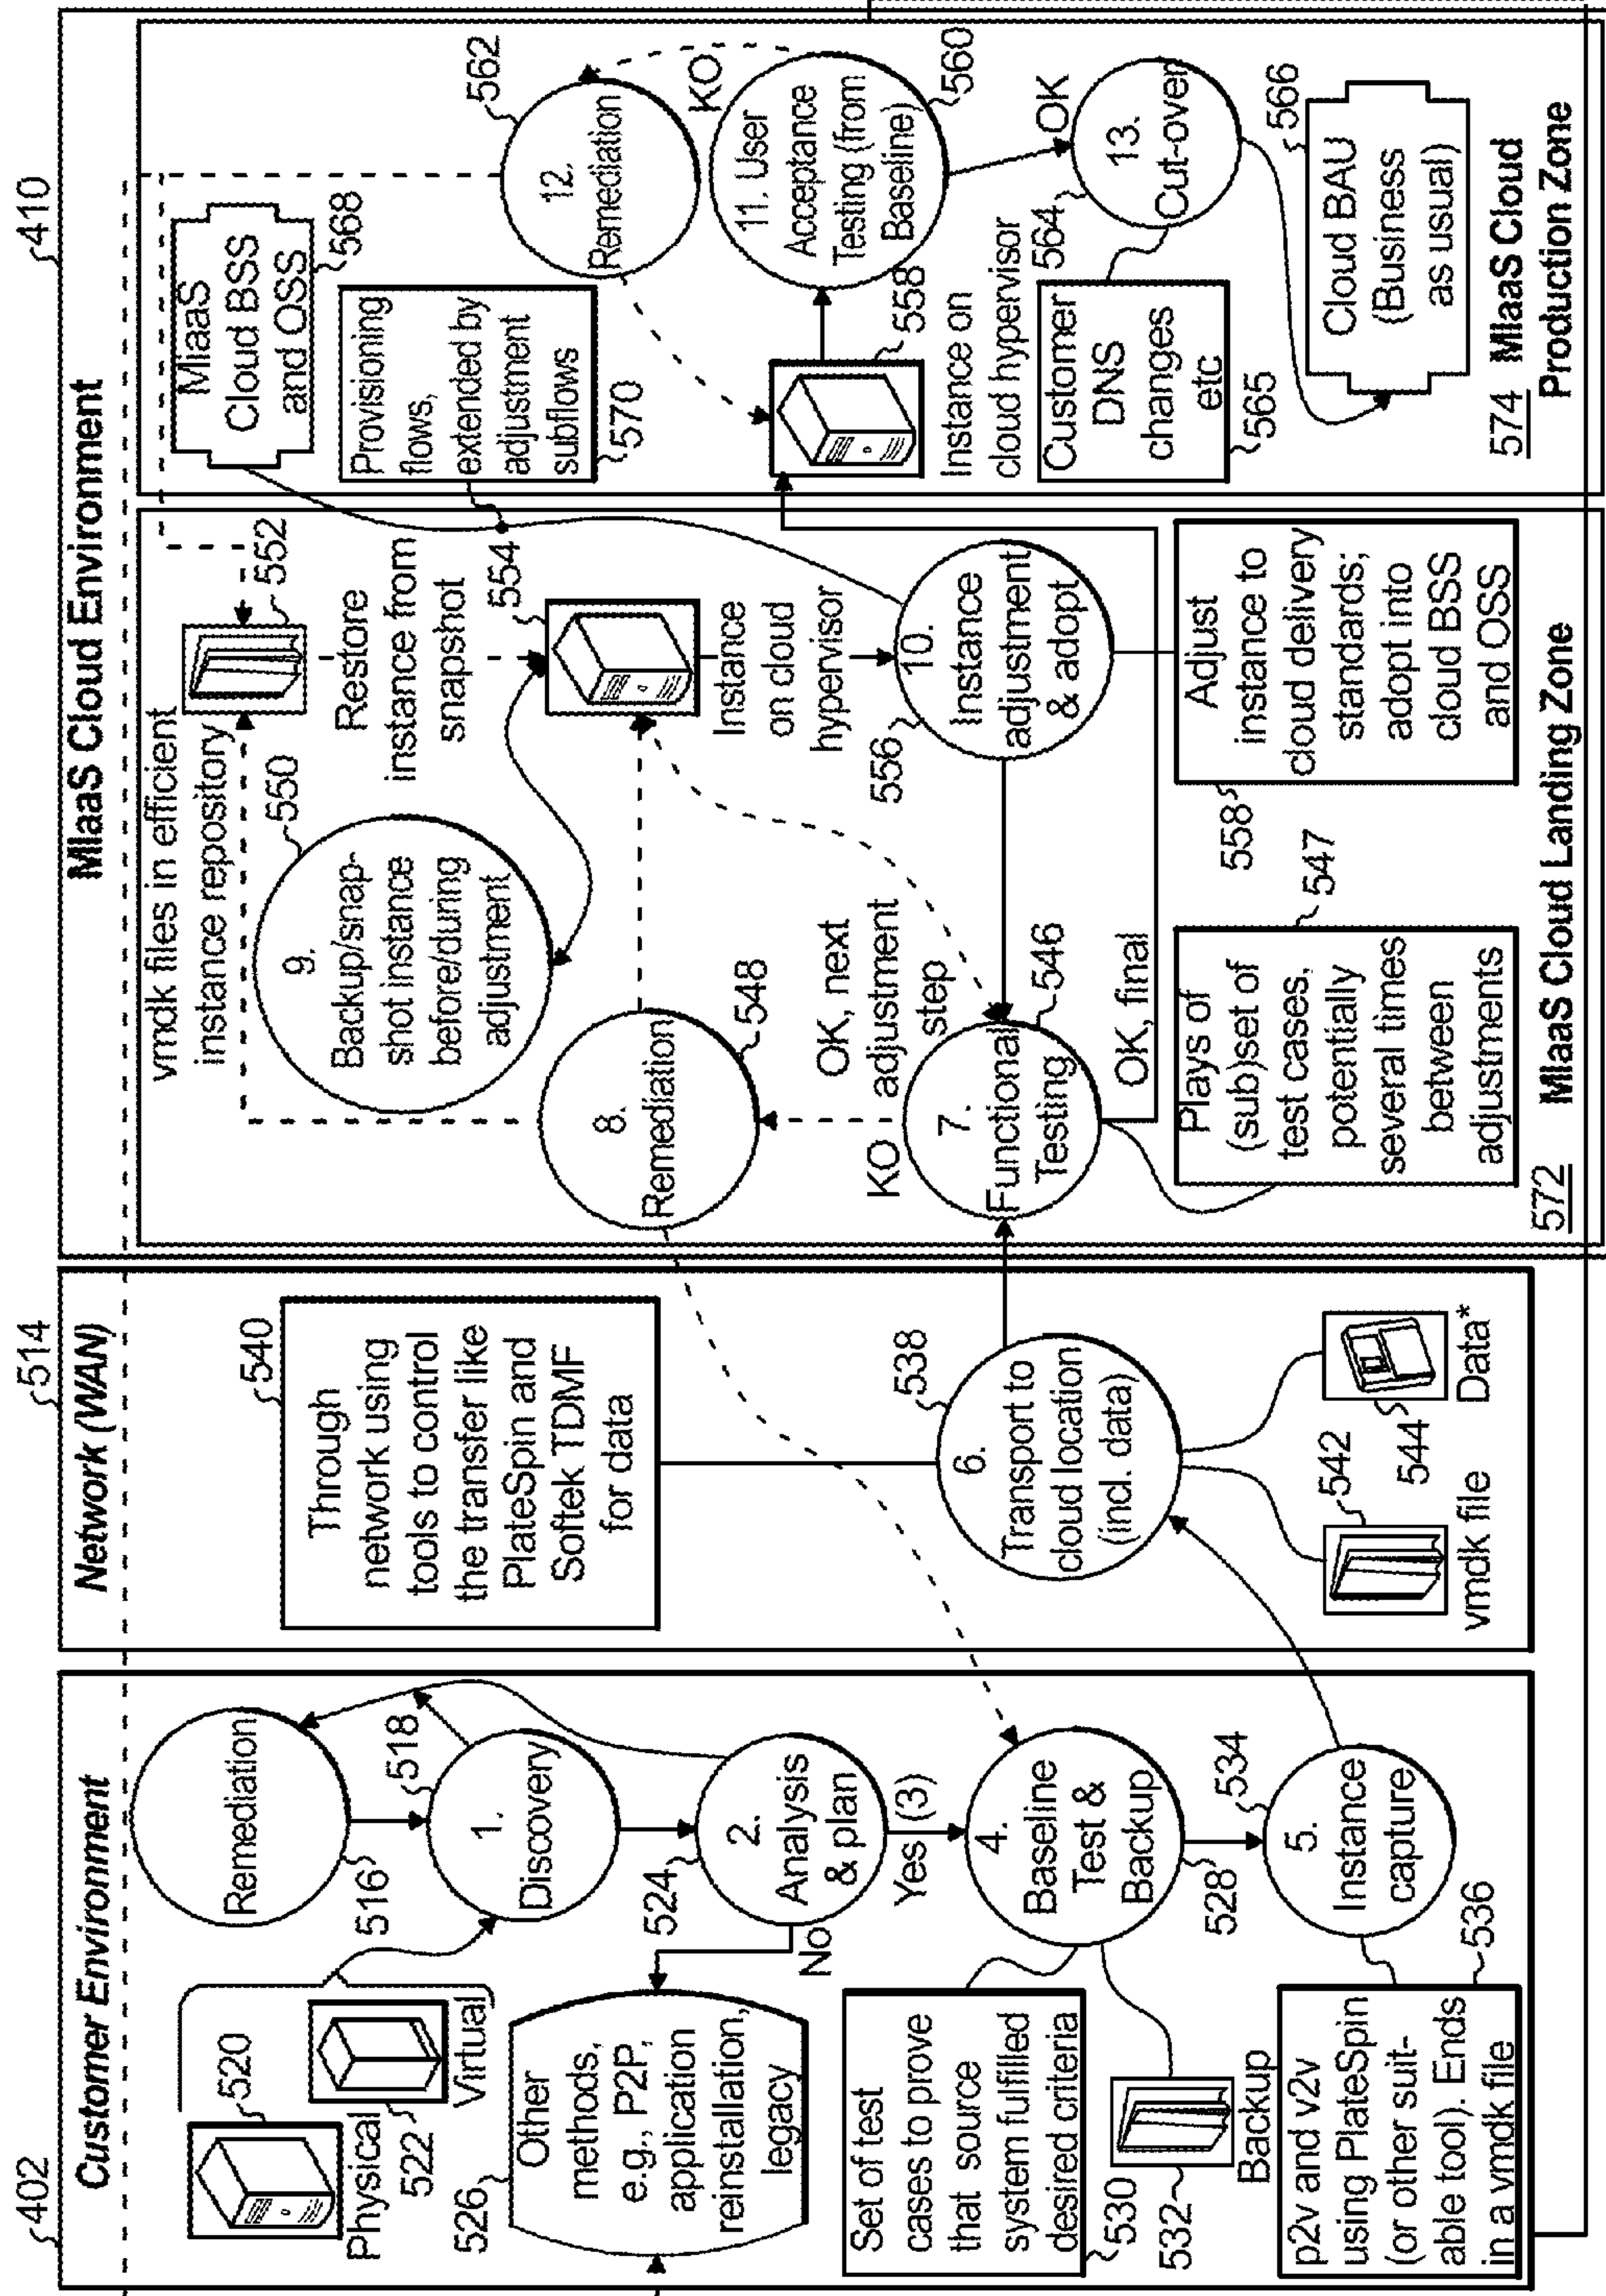 402
Customer Environment
520
Physical
522
Virtual
Remediation
516
518
1.
Discovery
526
Other
methods,
e.g., P2P,
application
reinstallation,
legacy
524
2.
Analysis
& plan
No
Yes (3)
Set of test
cases to prove
that source
system fulfilled
desired criteria
530
532
Backup
4.
Baseline
Test &
Backup
528
534
5.
Instance
capture
p2v and v2v
using PlateSpin
(or other suit-
able tool). Ends
in a vmdk file
536
514
Network (WAN)
540
Through
network using
tools to control
the transfer like
PlateSpin and
Softek TDMF
for data
538
6.
Transport to
cloud location
(incl. data)
542
vmdk file
544
Data*
410
MIaaS Cloud Environment
vmdk files in efficient
instance repository
552
550
9.
Backup/snap-
shot instance
before/during
adjustment
Restore
instance from
snapshot
554
8.
Remediation
548
Instance
on cloud
hypervisor
OK, next
adjustment
step
KO
7.
Functional
Testing
546
OK, final
556
10.
Instance
adjustment
& adopt
Plays of
(sub)set of
test cases,
potentially
several times
between
adjustments
547
558
Adjust
instance to
cloud delivery
standards;
adopt into
cloud BSS
and OSS
572
MIaaS Cloud Landing Zone
MIaaS
Cloud BSS
and OSS
568
Provisioning
flows,
extended by
adjustment
subflows
570
562
12.
Remediation
KO
11. User
Acceptance
Testing (from
Baseline)
560
558
Instance on
cloud hypervisor
564
OK
13.
Cut-over
Customer
DNS
changes
etc
565
566
Cloud BAU
(Business
as usual)
574
MIaaS Cloud
Production Zone